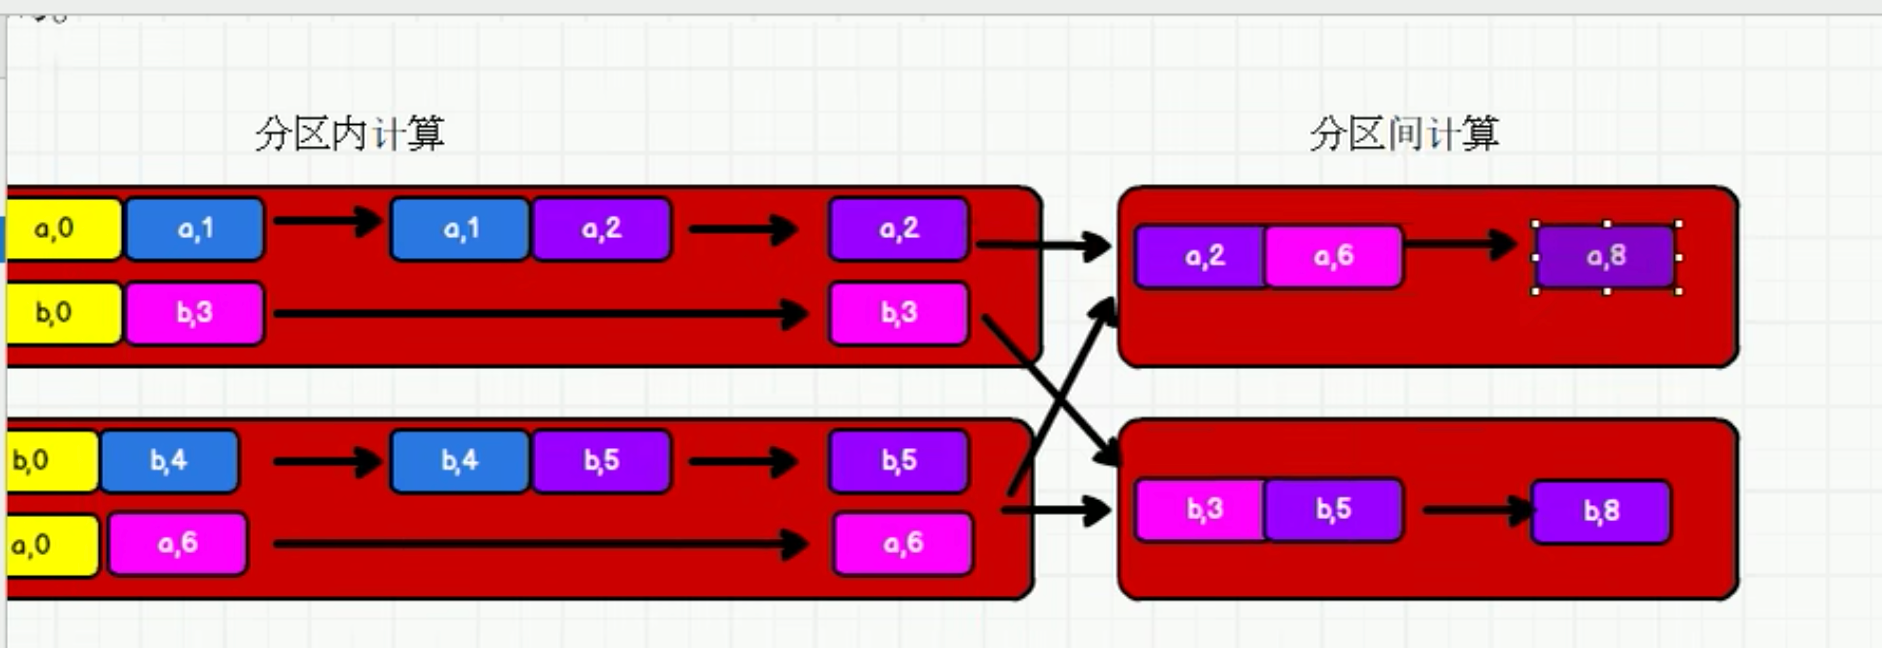 分区内计算 分区间计算
a,0 a,1 a,1 a,2 a,2 a,2 a,6 a,8
b,0 b,3 b,3
b,0 b,4 b,4 b,5 b,5 b,3 b,5 b,8
a,0 a,6 a,6